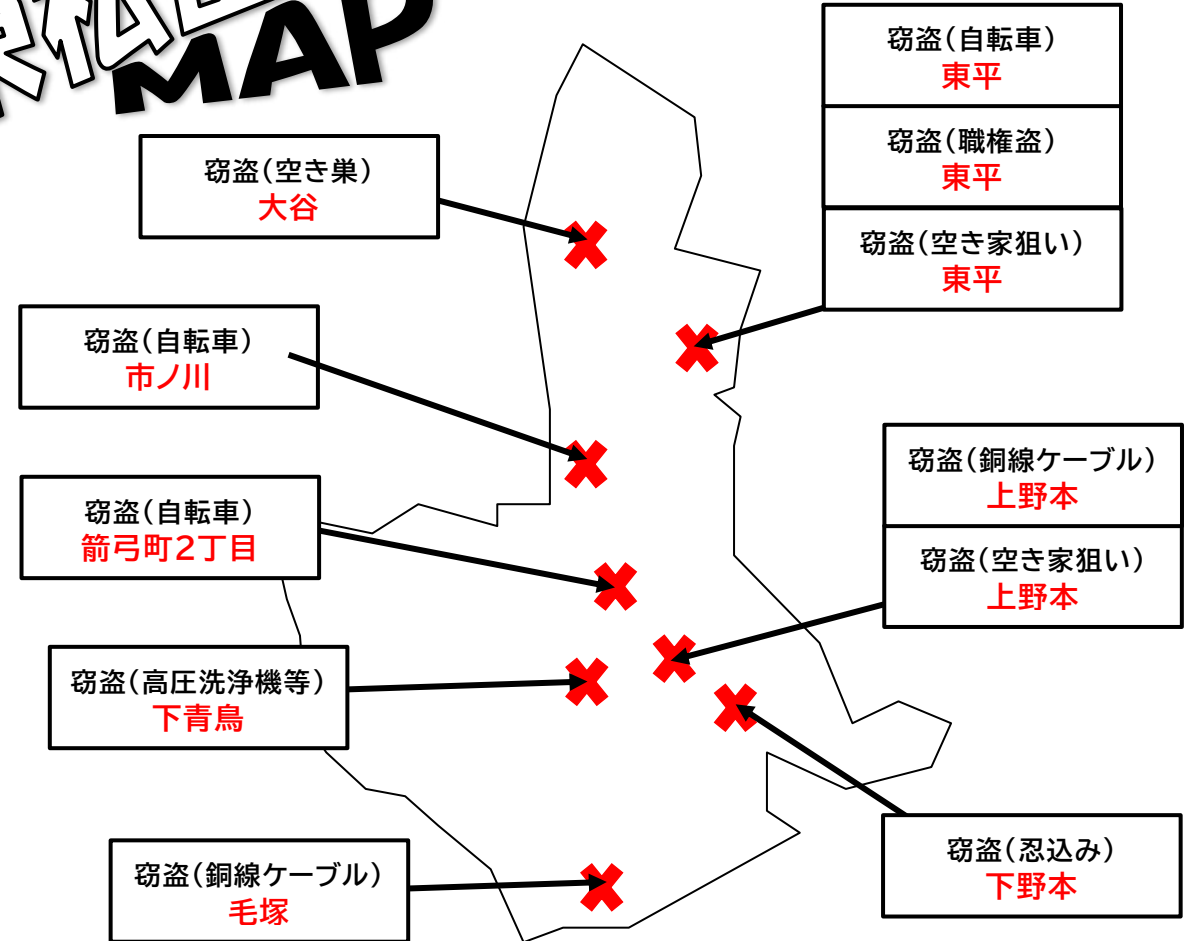 MAP
窃盗(自転車)
東平
窃盗(職権盗)
東平
窃盗(空き家狙い)
東平
窃盗(空き巣)
大谷
窃盗(自転車)
市ノ川
窃盗(銅線ケーブル)
上野本
窃盗(空き家狙い)
上野本
窃盗(自転車)
箭弓町2丁目
窃盗(高圧洗浄機等)
下青鳥
窃盗(忍込み)
下野本
窃盗(銅線ケーブル)
毛塚